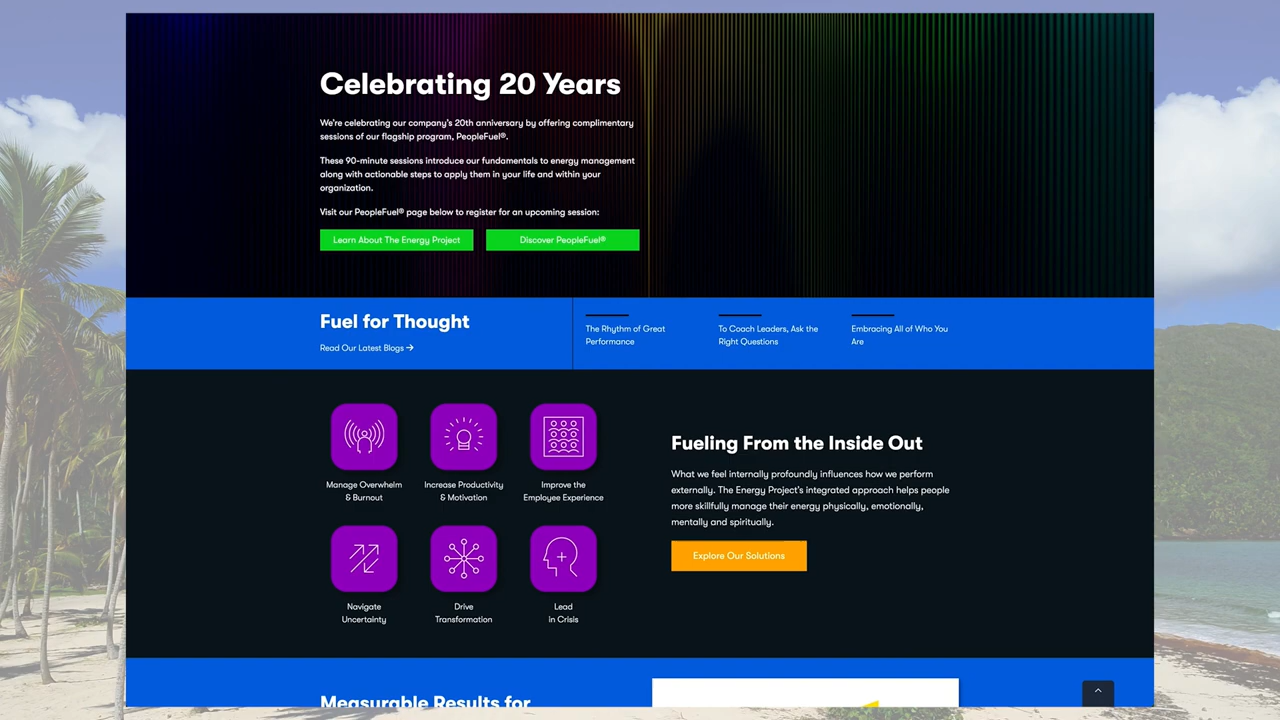 Celebrating 20 Years
We're celebrating our company's 20th anniversary by offering complimentary
sessions of our flagship program, PeopleFuel®.
These 90-minute sessions introduce our fundamentals to energy management
along with actionable steps to apply them in your life and within your
organization.
Visit our PeopleFuel® page below to register for an upcoming session:
Learn About The Energy Project
Discover PeopleFuel®
Fuel for Thought
Read Our Latest Blogs →
The Rhythm of Great
Performance
To Coach Leaders, Ask the
Right Questions
Embracing All of Who You
Are
Manage Overwhelm
& Burnout
Increase Productivity
& Motivation
Improve the
Employee Experience
Navigate
Uncertainty
Drive
Transformation
Lead
in Crisis
Fueling From the Inside Out
What we feel internally profoundly influences how we perform
externally. The Energy Project's integrated approach helps people
more skillfully manage their energy physically, emotionally,
mentally and spiritually.
Explore Our Solutions
Measurable Results for